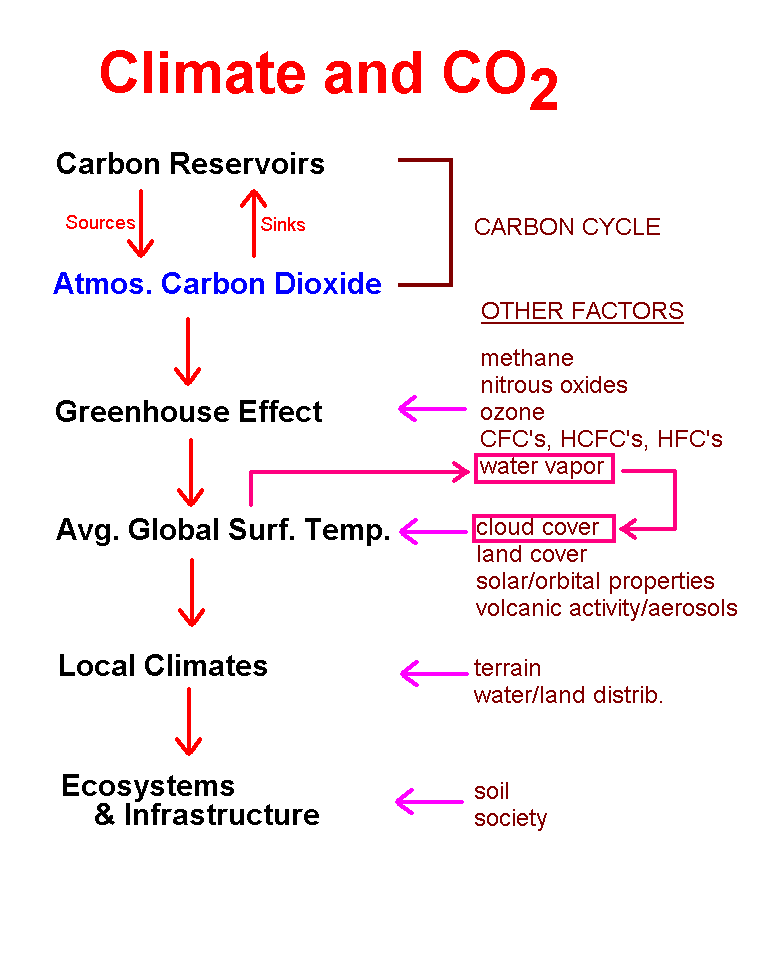 Climate and CO2
Carbon Reservoirs
Sources
Sinks
CARBON CYCLE
Atmos. Carbon Dioxide
OTHER FACTORS
methane
nitrous oxides
Greenhouse Effect
ozone
CFC's, HCFC's, HFC's
water vapor
Avg. Global Surf. Temp.
cloud cover
land cover
solar/orbital properties
volcanic activity/aerosols
Local Climates
terrain
water/land distrib.
Ecosystems
& Infrastructure
soil
society